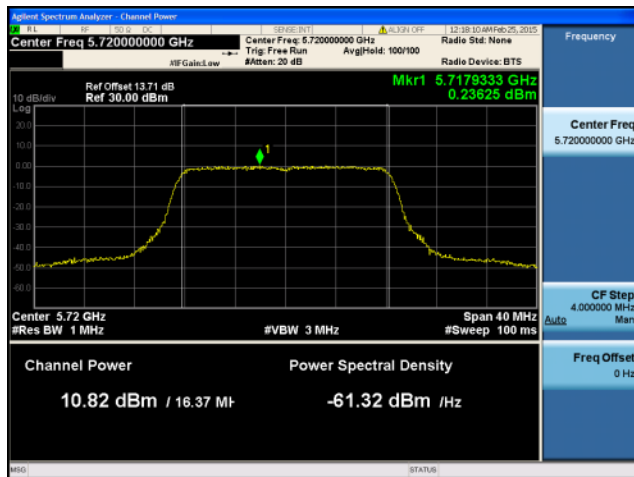 Agilent Spectrum Analyzer - Channel Power
RL RF 50 Ω DC SENSE:INT ALIGN OFF 12:18:10 AM Feb 25, 2015
Center Freq 5.720000000 GHz Center Freq: 5.720000000 GHz Radio Std: None Frequency
Trig: Free Run Avg|Hold: 100/100
#IFGain:Low #Atten: 20 dB Radio Device: BTS
Ref Offset 13.71 dB Mkr1 5.7179333 GHz
10 dB/div Ref 30.00 dBm 0.23625 dBm
Log
20.0
10.0
0.00
-10.0
-20.0
-30.0
-40.0
-50.0
-60.0
1
Center Freq
5.720000000 GHz
Center 5.72 GHz Span 40 MHz
#Res BW 1 MHz #VBW 3 MHz #Sweep 100 ms
CF Step
4.000000 MHz
Auto Man
Channel Power Power Spectral Density
10.82 dBm / 16.37 MH -61.32 dBm /Hz
Freq Offset
0 Hz
MSG STATUS